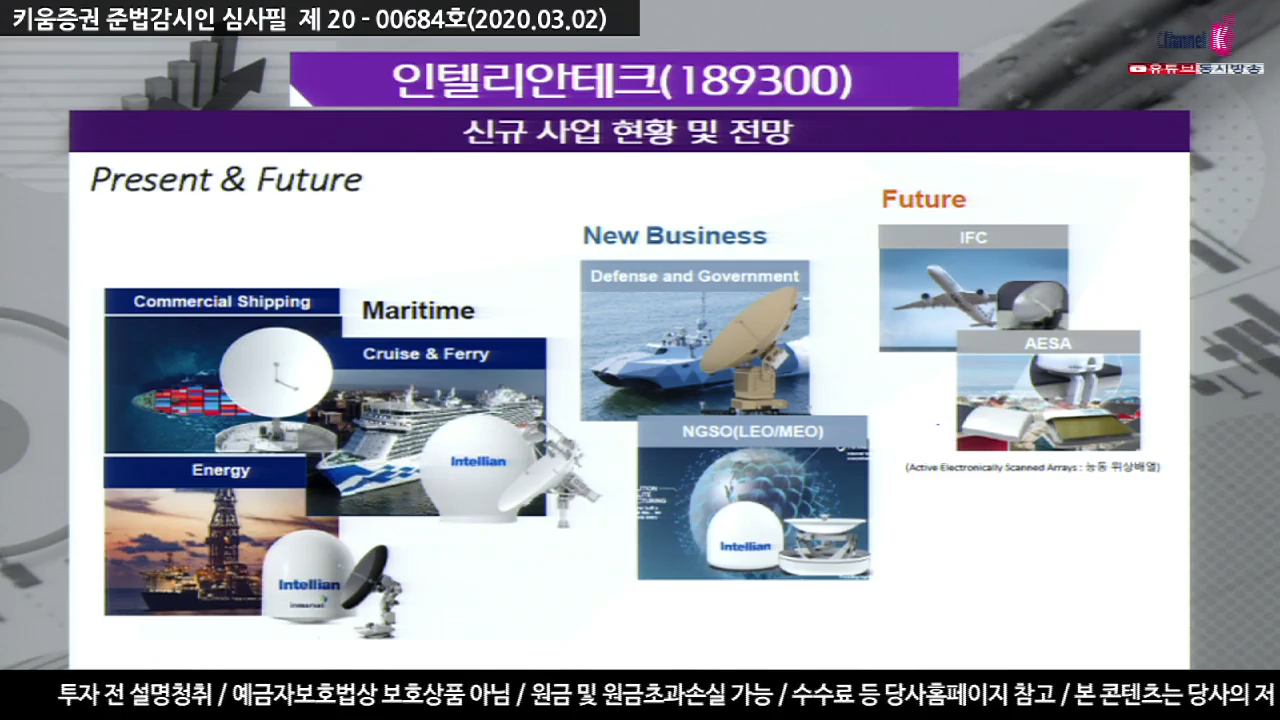 키움증권 준법감시인 심사필 제 20 - 00684호(2020.03.02)
Channel K
유튜브동시방송
인텔리안테크(189300)
신규 사업 현황 및 전망
Present & Future
Future
IFC
New Business
Defense and Government
Commercial Shipping
Maritime
AESA
Cruise & Ferry
NGSO(LEO/MEO)
Intellian
(Active Electronically Scanned Arrays : 능동 위상배열)
Energy
Intellian
Intellian
inmarsat
투자 전 설명청취 / 예금자보호법상 보호상품 아님 / 원금 및 원금초과손실 가능 / 수수료 등 당사홈페이지 참고 / 본 콘텐츠는 당사의 저